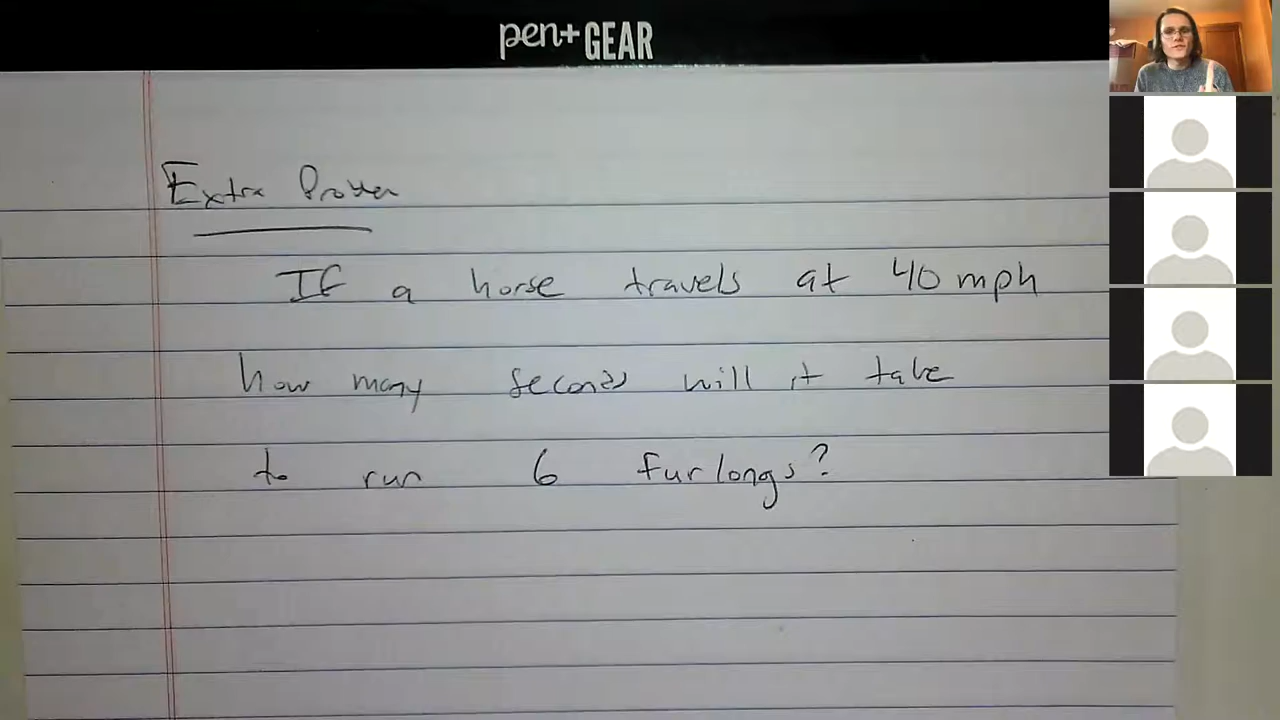 pen+GEAR
Extra Problem
If a horse travels at 40 mph
how many seconds will it take
to run 6 furlongs?